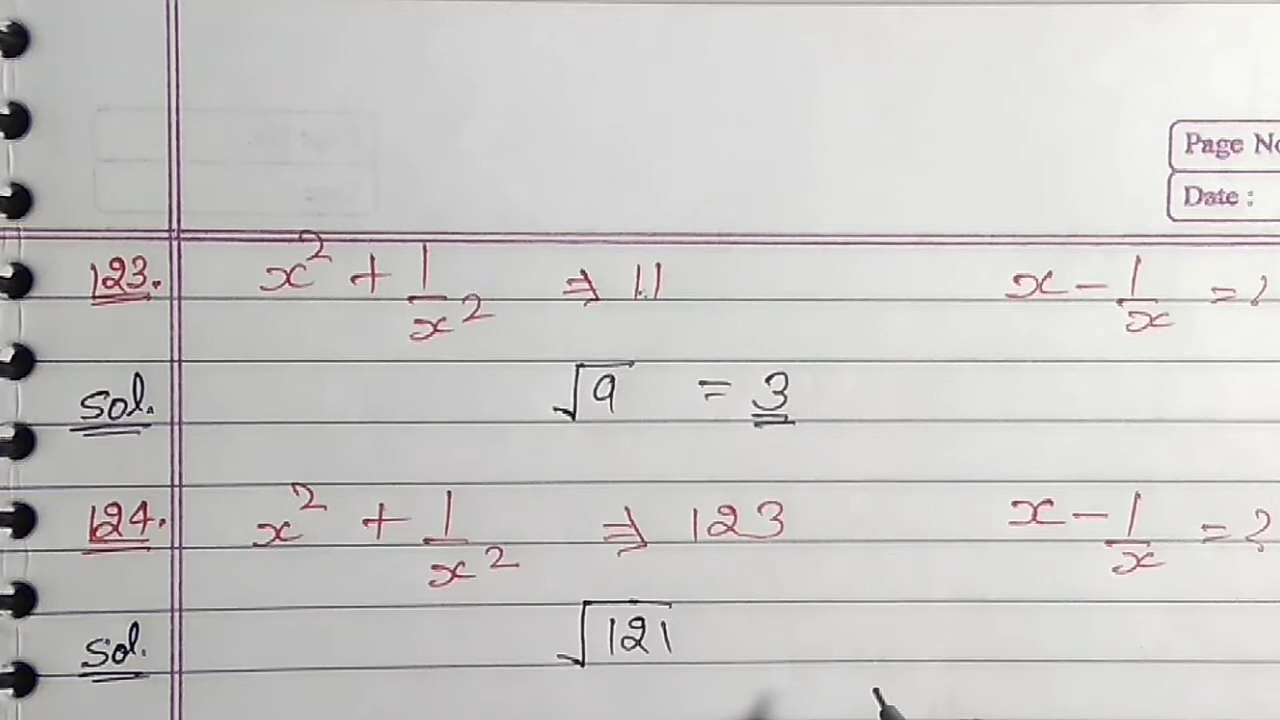 Page No
Date :
123. x² + 1/x² ⇒ 11 x - 1/x = ?
Sol. √9 = 3
124. x² + 1/x² ⇒ 123 x - 1/x = ?
Sol. √121